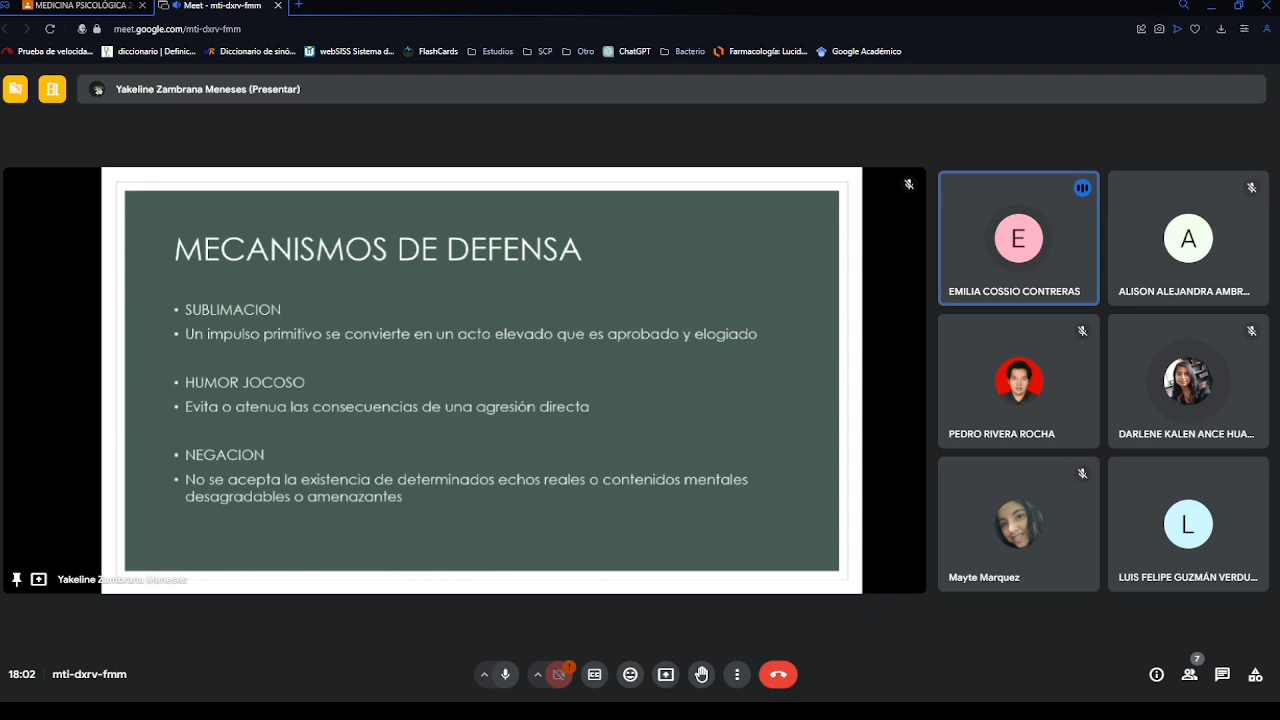 MEDICINA PSICOLÓGICA 2
Meet - mti-dxrv-fmm
meet.google.com/mti-dxrv-fmm
Prueba de velocida...
diccionario | Definic...
Diccionario de sinó...
webSISS Sistema d...
FlashCards
Estudios
SCP
Otro
ChatGPT
Bacterio
Farmacología: Lucid...
Google Académico
Yakeline Zambrana Meneses (Presentar)
MECANISMOS DE DEFENSA
• SUBLIMACION
• Un impulso primitivo se convierte en un acto elevado que es aprobado y elogiado
• HUMOR JOCOSO
• Evita o atenua las consecuencias de una agresión directa
• NEGACION
• No se acepta la existencia de determinados echos reales o contenidos mentales
desagradables o amenazantes
Yakeline Zambrana Meneses
E
EMILIA COSSIO CONTRERAS
A
ALISON ALEJANDRA AMBR...
PEDRO RIVERA ROCHA
DARLENE KALEN ANCE HUA...
Mayte Marquez
L
LUIS FELIPE GUZMÁN VERDU...
18:02
mti-dxrv-fmm
7